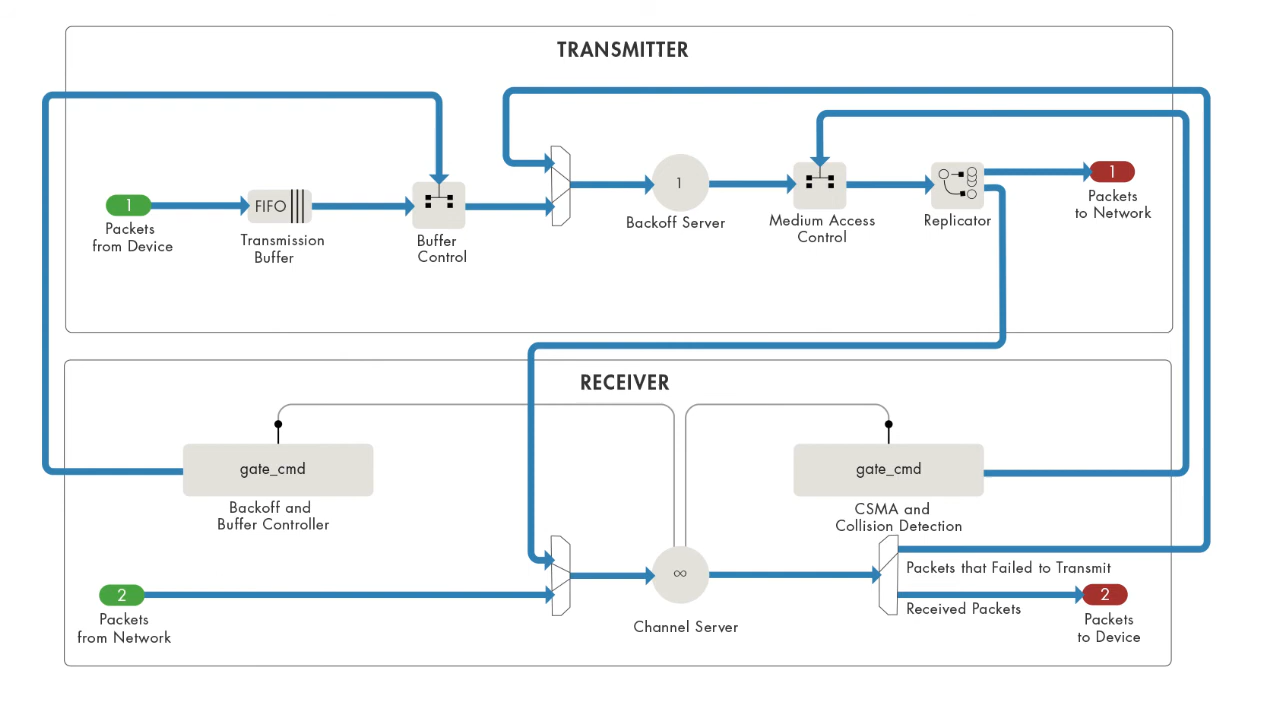 TRANSMITTER
1
Packets
from Device
FIFO
Transmission
Buffer
Buffer
Control
1
Backoff Server
Medium Access
Control
Replicator
1
Packets
to Network
RECEIVER
gate_cmd
Backoff and
Buffer Controller
gate_cmd
CSMA and
Collision Detection
2
Packets
from Network
∞
Channel Server
Packets that Failed to Transmit
Received Packets
2
Packets
to Device